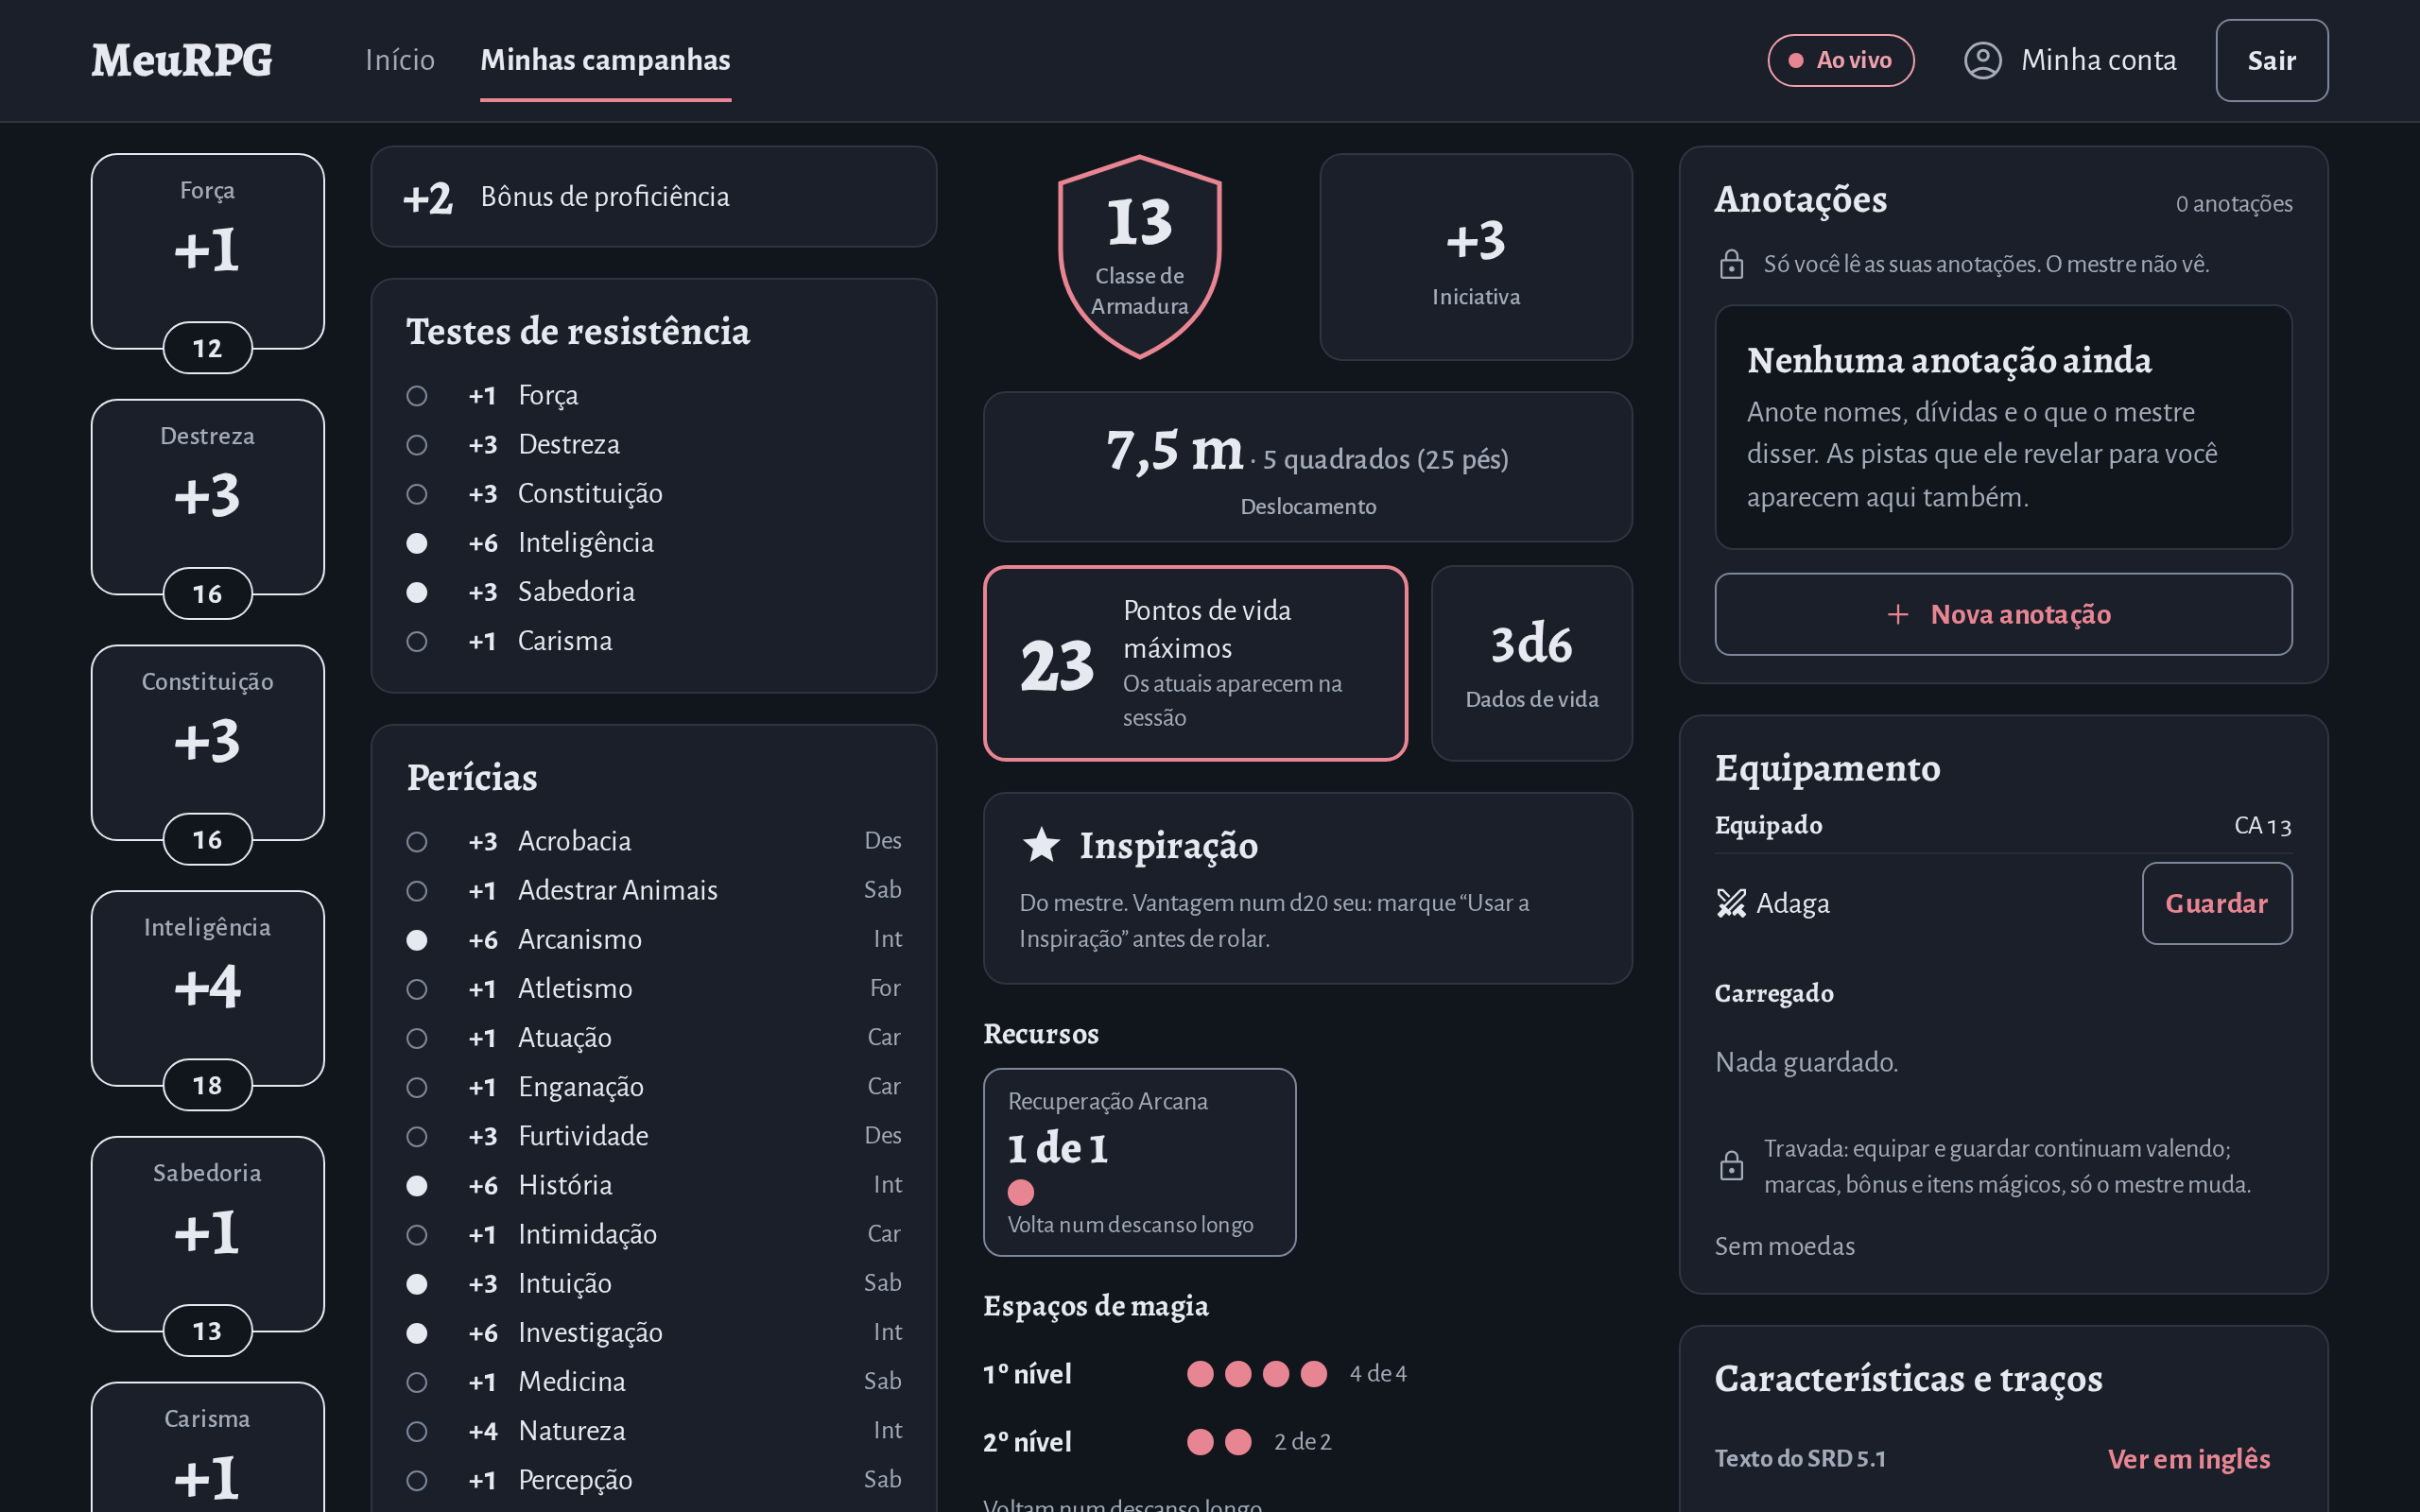 MeuRPG
Início
Minhas campanhas
Ao vivo
Minha conta
Sair
Força
+1
12
Destreza
+3
16
Constituição
+3
16
Inteligência
+4
18
Sabedoria
+1
13
Carisma
+1
+2 Bônus de proficiência
Testes de resistência
+1 Força
+3 Destreza
+3 Constituição
+6 Inteligência
+3 Sabedoria
+1 Carisma
Perícias
+3 Acrobacia Des
+1 Adestrar Animais Sab
+6 Arcanismo Int
+1 Atletismo For
+1 Atuação Car
+1 Enganação Car
+3 Furtividade Des
+6 História Int
+1 Intimidação Car
+3 Intuição Sab
+6 Investigação Int
+1 Medicina Sab
+4 Natureza Int
+1 Percepção Sab
13
Classe de
Armadura
+3
Iniciativa
7,5 m · 5 quadrados (25 pés)
Deslocamento
23
Pontos de vida
máximos
Os atuais aparecem na
sessão
3d6
Dados de vida
Inspiração
Do mestre. Vantagem num d20 seu: marque “Usar a
Inspiração” antes de rolar.
Recursos
Recuperação Arcana
1 de 1
Volta num descanso longo
Espaços de magia
1º nível 4 de 4
2º nível 2 de 2
Voltam num descanso longo
Anotações
0 anotações
Só você lê as suas anotações. O mestre não vê.
Nenhuma anotação ainda
Anote nomes, dívidas e o que o mestre
disser. As pistas que ele revelar para você
aparecem aqui também.
+ Nova anotação
Equipamento
Equipado CA 13
Adaga Guardar
Carregado
Nada guardado.
Travada: equipar e guardar continuam valendo;
marcas, bônus e itens mágicos, só o mestre muda.
Sem moedas
Características e traços
Texto do SRD 5.1 Ver em inglês